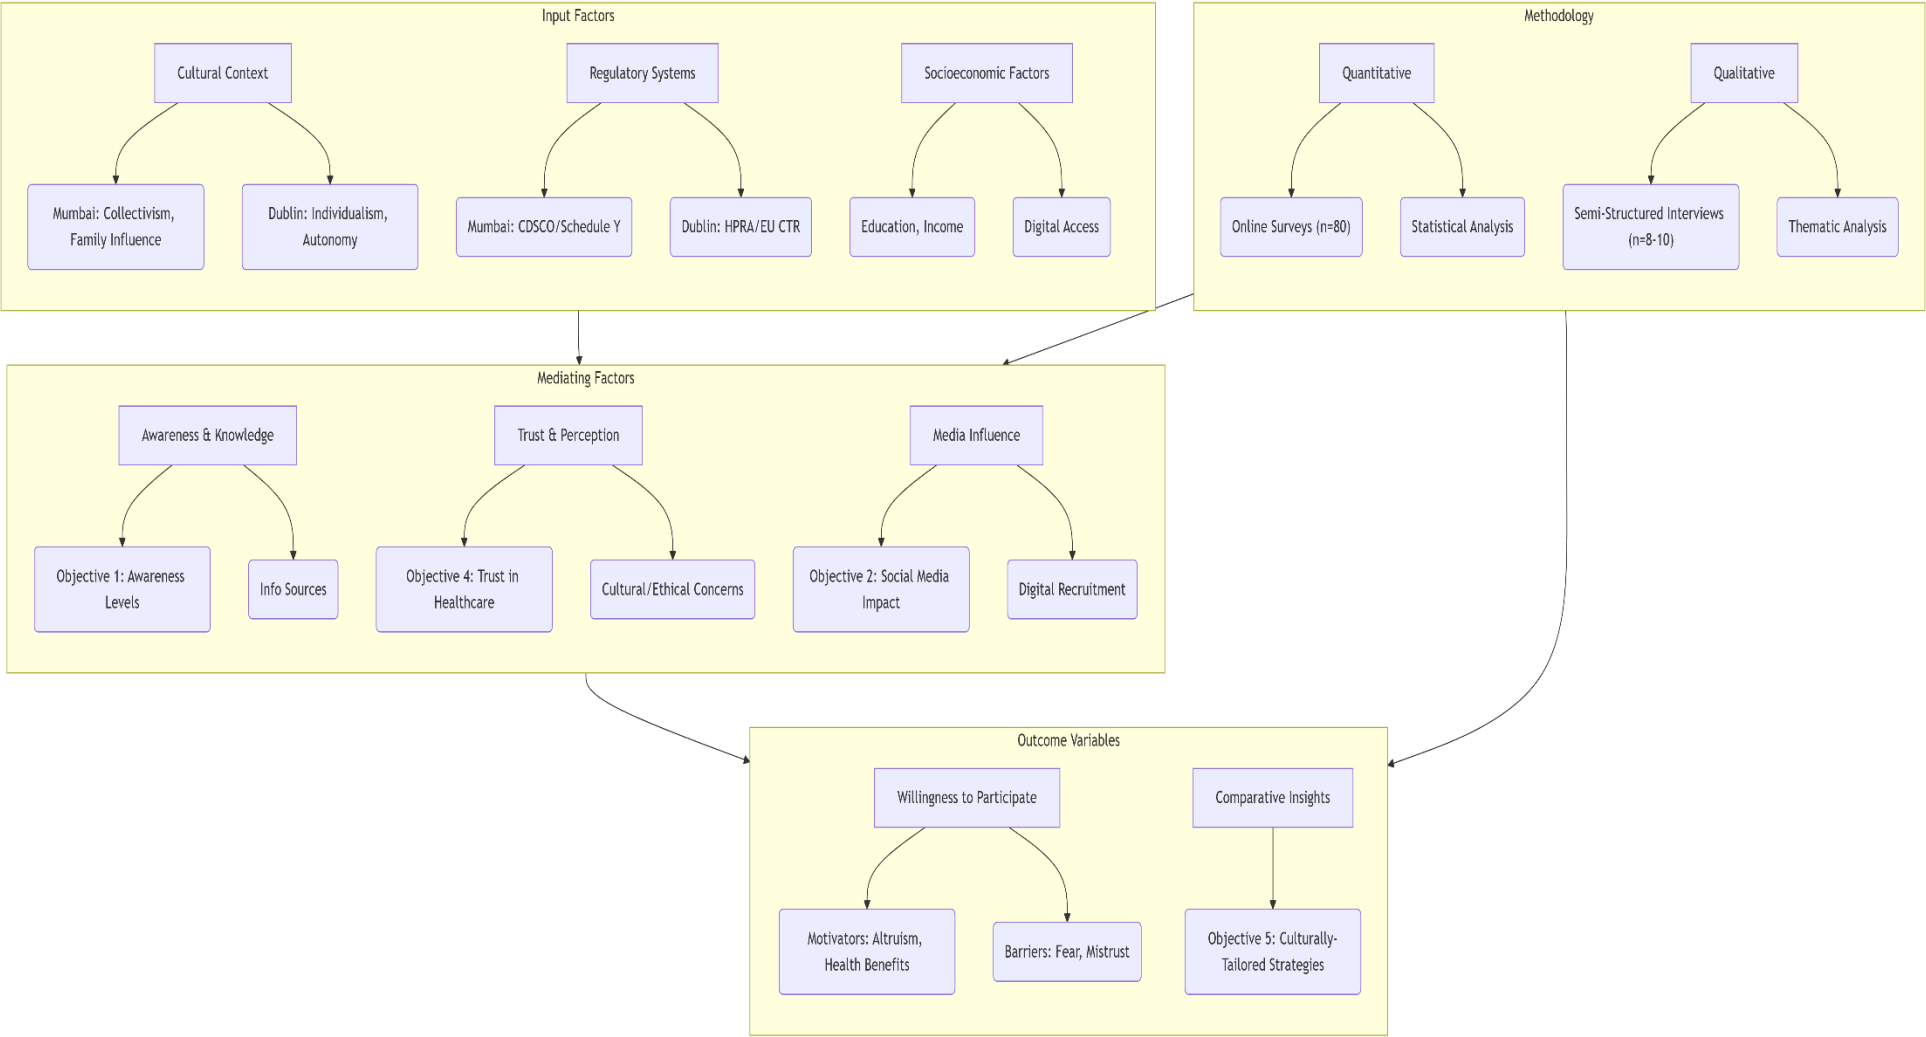 Input Factors
Cultural Context
Regulatory Systems
Socioeconomic Factors
Mumbai: Collectivism,
Family Influence
Dublin: Individualism,
Autonomy
Mumbai: CDSCO/Schedule Y
Dublin: HPRA/EU CTR
Education, Income
Digital Access
Methodology
Quantitative
Qualitative
Online Surveys (n=80)
Statistical Analysis
Semi-Structured Interviews
(n=8-10)
Thematic Analysis
Mediating Factors
Awareness & Knowledge
Trust & Perception
Media Influence
Objective 1: Awareness
Levels
Info Sources
Objective 4: Trust in
Healthcare
Cultural/Ethical Concerns
Objective 2: Social Media
Impact
Digital Recruitment
Outcome Variables
Willingness to Participate
Comparative Insights
Motivators: Altruism,
Health Benefits
Barriers: Fear, Mistrust
Objective 5: Culturally-
Tailored Strategies